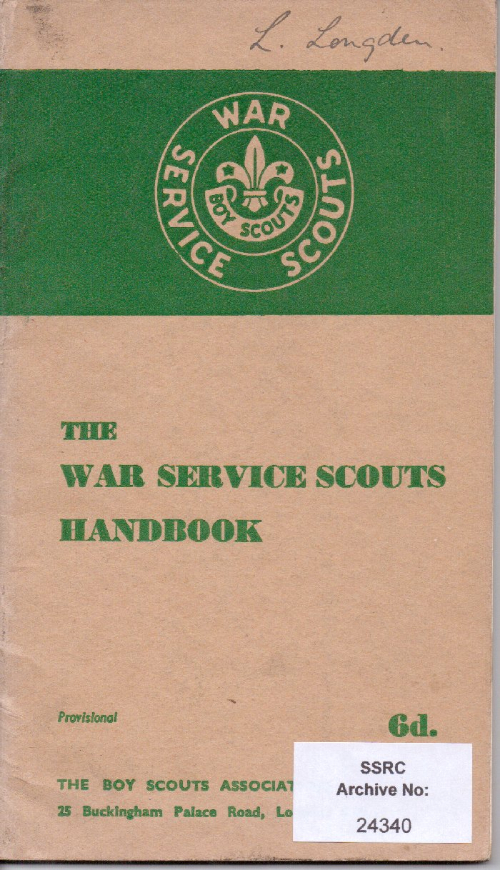 L. Longden.
WAR
SERVICE SCOUTS
BOY SCOUTS
THE
WAR SERVICE SCOUTS
HANDBOOK
Provisional
6d.
THE BOY SCOUTS ASSOCIAT
25 Buckingham Palace Road, Lo
SSRC
Archive No:
24340